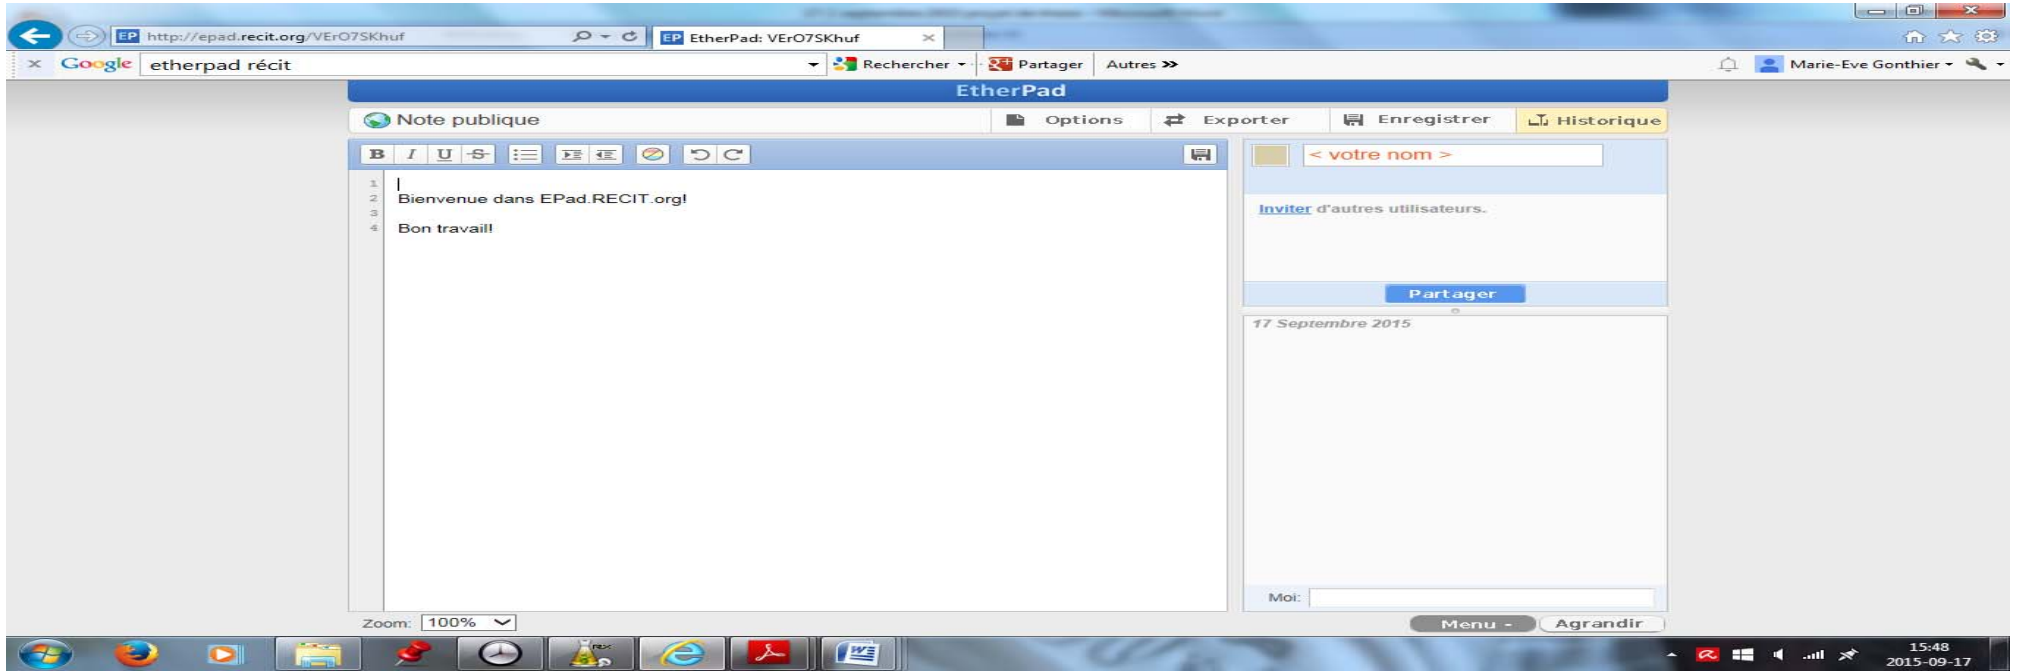 EP http://epad.recit.org/VErO7SKhuf
EP EtherPad: VErO7SKhuf
Google etherpad récit Rechercher Partager Autres Marie-Eve Gonthier
EtherPad
Note publique Options Exporter Enregistrer Historique
B I U S
< votre nom >
1
2 Bienvenue dans EPad.RECIT.org!
3
4 Bon travail!
Inviter d'autres utilisateurs.
Partager
17 Septembre 2015
Moi:
Zoom: 100% Menu - Agrandir
15:48
2015-09-17